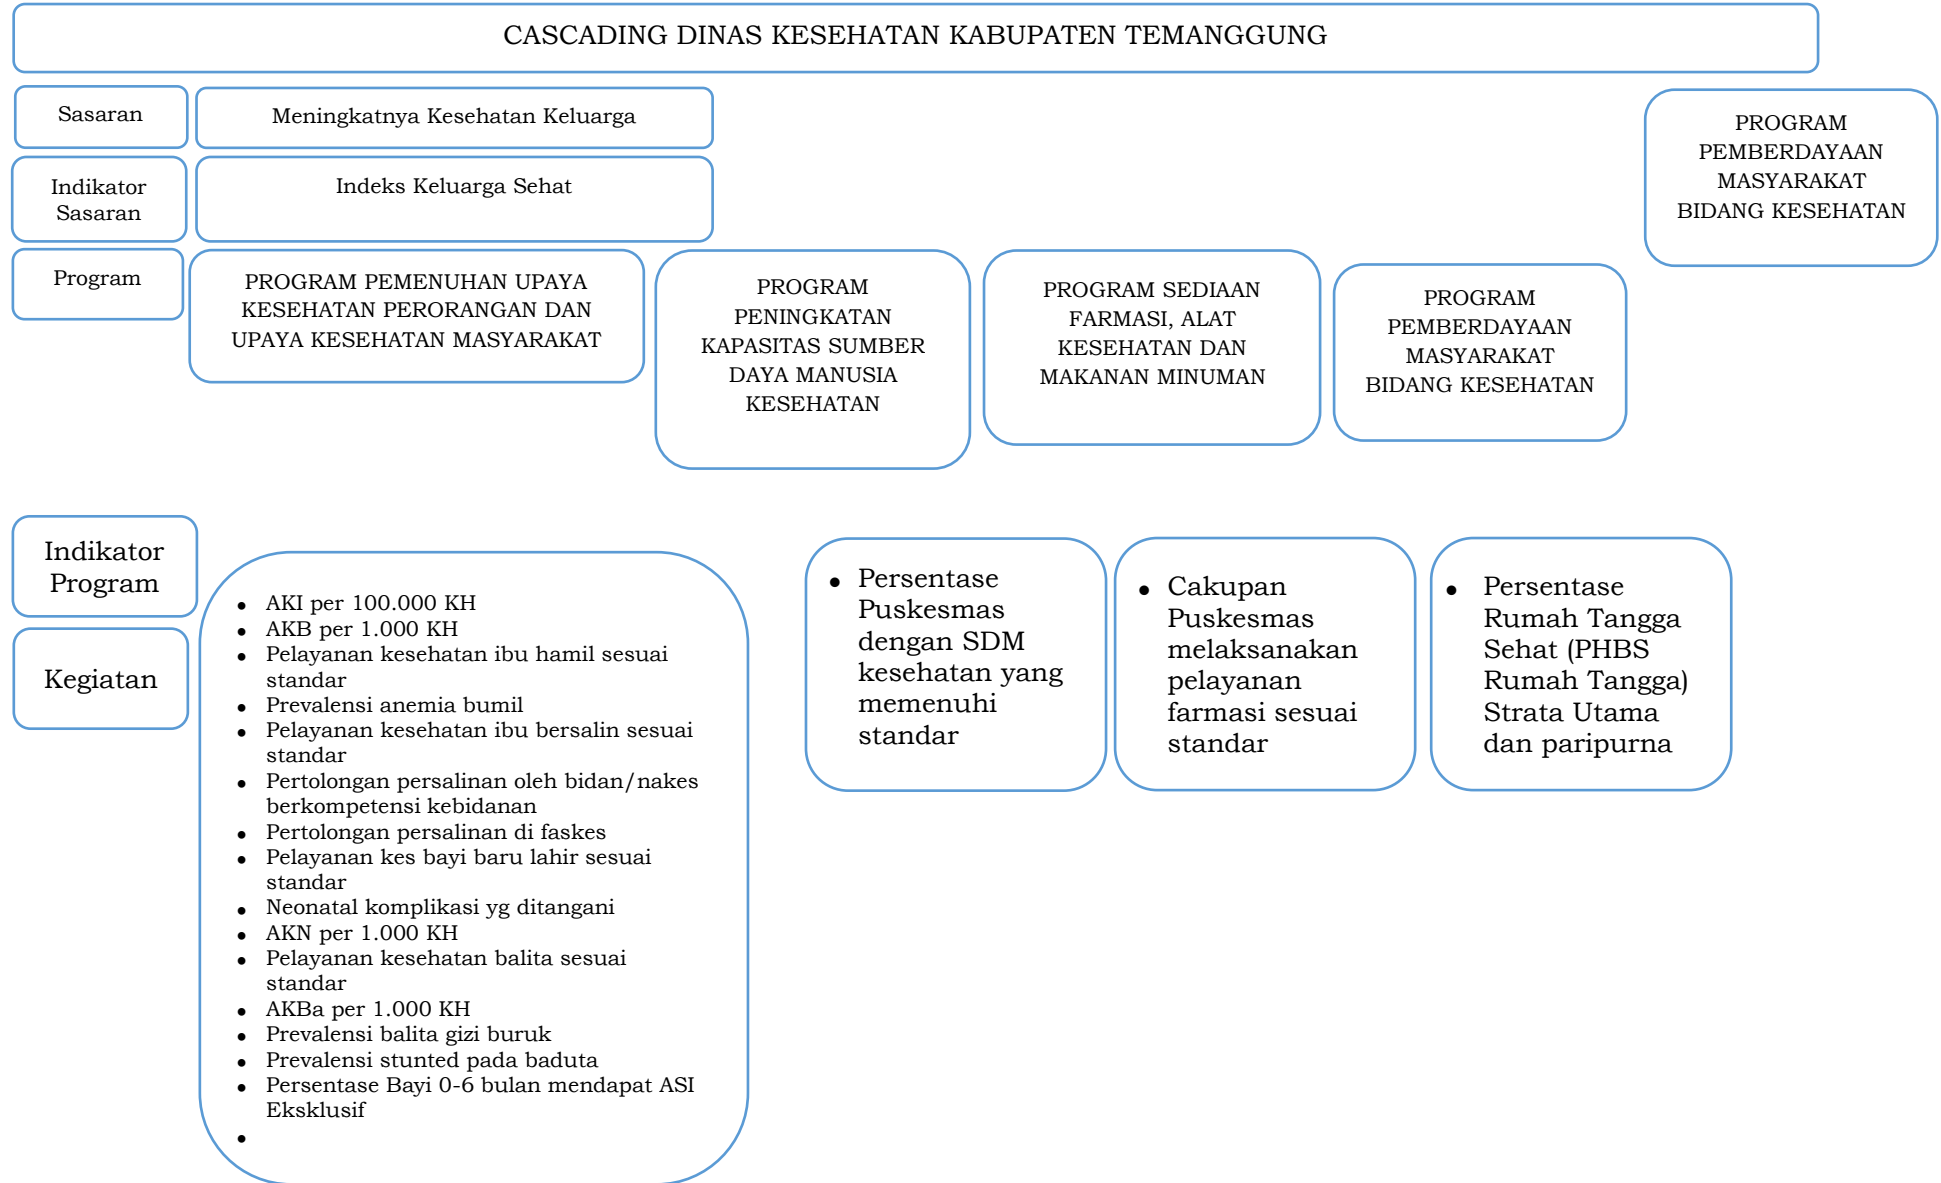 CASCADING DINAS KESEHATAN KABUPATEN TEMANGGUNG
Sasaran
Meningkatnya Kesehatan Keluarga
PROGRAM
PEMBERDAYAAN
MASYARAKAT
BIDANG KESEHATAN
Indikator
Sasaran
Indeks Keluarga Sehat
Program
PROGRAM PEMENUHAN UPAYA
KESEHATAN PERORANGAN DAN
UPAYA KESEHATAN MASYARAKAT
PROGRAM
PENINGKATAN
KAPASITAS SUMBER
DAYA MANUSIA
KESEHATAN
PROGRAM SEDIAAN
FARMASI, ALAT
KESEHATAN DAN
MAKANAN MINUMAN
PROGRAM
PEMBERDAYAAN
MASYARAKAT
BIDANG KESEHATAN
Indikator
Program
Kegiatan
• AKI per 100.000 KH
• AKB per 1.000 KH
• Pelayanan kesehatan ibu hamil sesuai
standar
• Prevalensi anemia bumil
• Pelayanan kesehatan ibu bersalin sesuai
standar
• Pertolongan persalinan oleh bidan/nakes
berkompetensi kebidanan
• Pertolongan persalinan di faskes
• Pelayanan kes bayi baru lahir sesuai
standar
• Neonatal komplikasi yg ditangani
• AKN per 1.000 KH
• Pelayanan kesehatan balita sesuai
standar
• AKBa per 1.000 KH
• Prevalensi balita gizi buruk
• Prevalensi stunted pada baduta
• Persentase Bayi 0-6 bulan mendapat ASI
Eksklusif
•
• Persentase
Puskesmas
dengan SDM
kesehatan yang
memenuhi
standar
• Cakupan
Puskesmas
melaksanakan
pelayanan
farmasi sesuai
standar
• Persentase
Rumah Tangga
Sehat (PHBS
Rumah Tangga)
Strata Utama
dan paripurna